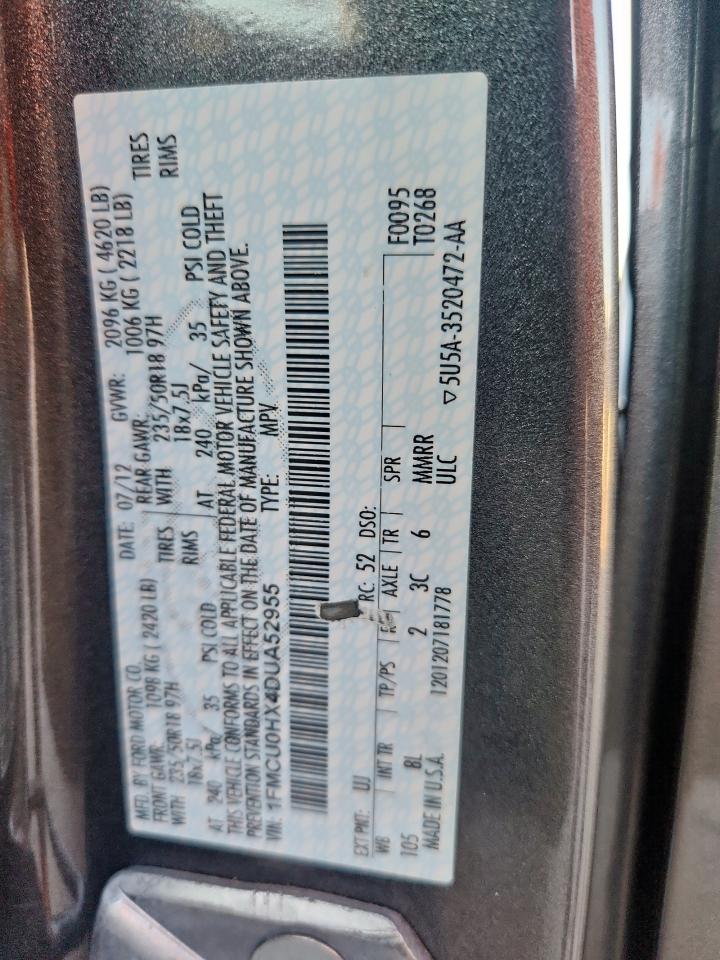 MFD. BY FORD MOTOR CO. DATE: 07/12 GVWR: 2096 KG ( 4620 LB)
FRONT GAWR: 1098 KG ( 2420 LB) REAR GAWR: 1006 KG ( 2218 LB)
WITH 235/50R18 97H TIRES WITH 235/50R18 97H TIRES
18x7.5J RIMS 18x7.5J RIMS
AT 240 kPa/ 35 PSI COLD AT 240 kPa/ 35 PSI COLD
THIS VEHICLE CONFORMS TO ALL APPLICABLE FEDERAL MOTOR VEHICLE SAFETY AND THEFT
PREVENTION STANDARDS IN EFFECT ON THE DATE OF MANUFACTURE SHOWN ABOVE.
VIN: 1FMCU0HX4DUA52955 TYPE: MPV
EXT PNT: UJ RC: 52 DSO: F0095
WB INT TR TP/PS R AXLE TR SPR T0268
105 8L 2 3C 6 MMRR
MADE IN U.S.A. 1201207181778 ULC
▽ 5U5A-3520472-AA